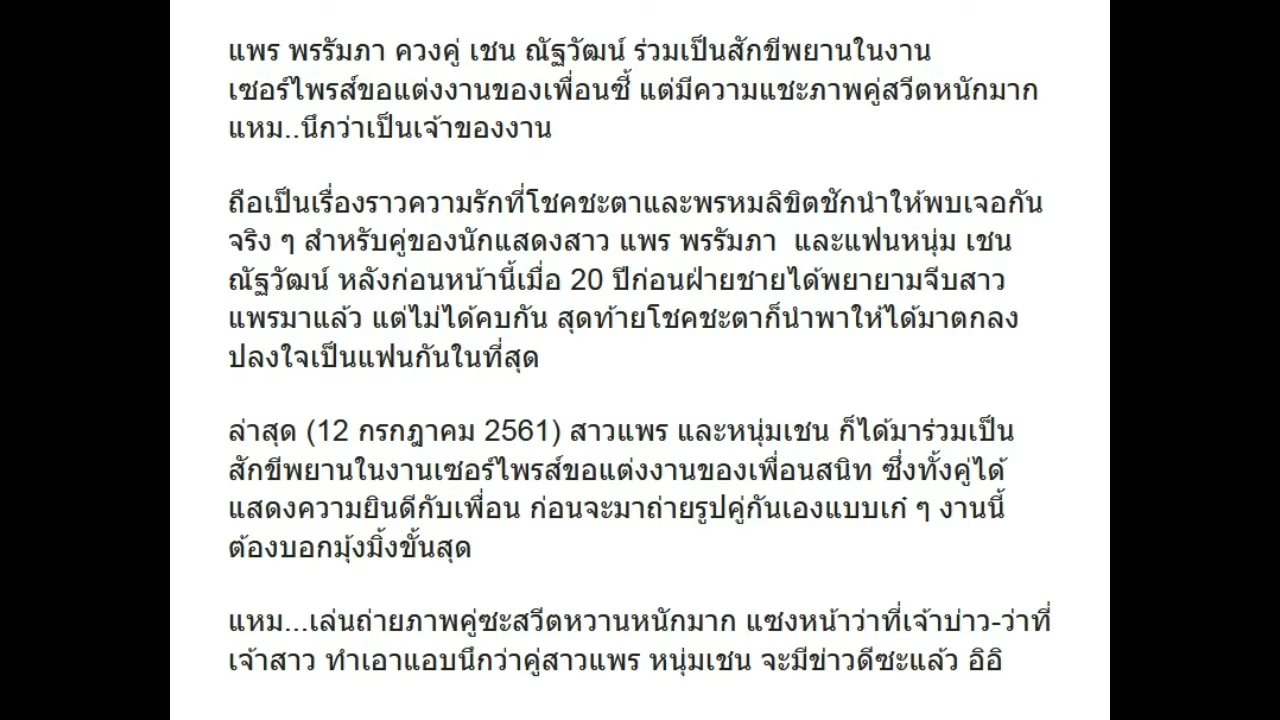 แพร พรรัมภา ควงคู่ เชน ณัฐวัฒน์ ร่วมเป็นสักขีพยานในงาน
เซอร์ไพรส์ขอแต่งงานของเพื่อนซี้ แต่มีความแชะภาพคู่สวีตหนักมาก
แหม..นึกว่าเป็นเจ้าของงาน
ถือเป็นเรื่องราวความรักที่โชคชะตาและพรหมลิขิตชักนำให้พบเจอกัน
จริง ๆ สำหรับคู่ของนักแสดงสาว แพร พรรัมภา  และแฟนหนุ่ม เชน
ณัฐวัฒน์ หลังก่อนหน้านี้เมื่อ 20 ปีก่อนฝ่ายชายได้พยายามจีบสาว
แพรมาแล้ว แต่ไม่ได้คบกัน สุดท้ายโชคชะตาก็นำพาให้ได้มาตกลง
ปลงใจเป็นแฟนกันในที่สุด
ล่าสุด (12 กรกฎาคม 2561) สาวแพร และหนุ่มเชน ก็ได้มาร่วมเป็น
สักขีพยานในงานเซอร์ไพรส์ขอแต่งงานของเพื่อนสนิท ซึ่งทั้งคู่ได้
แสดงความยินดีกับเพื่อน ก่อนจะมาถ่ายรูปคู่กันเองแบบเก๋ ๆ งานนี้
ต้องบอกมุ้งมิ้งขั้นสุด
แหม...เล่นถ่ายภาพคู่ซะสวีตหวานหนักมาก แซงหน้าว่าที่เจ้าบ่าว-ว่าที่
เจ้าสาว ทำเอาแอบนึกว่าคู่สาวแพร หนุ่มเชน จะมีข่าวดีซะแล้ว อิอิ